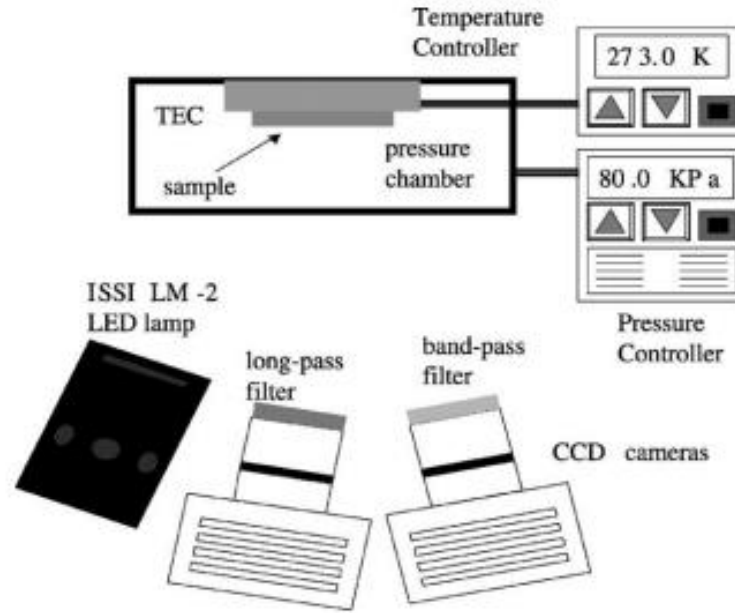 Temperature
Controller
27 3.0 K
TEC
sample
pressure
chamber
80 .0 KP a
ISSI LM -2
LED lamp
long-pass
filter
band-pass
filter
Pressure
Controller
CCD cameras